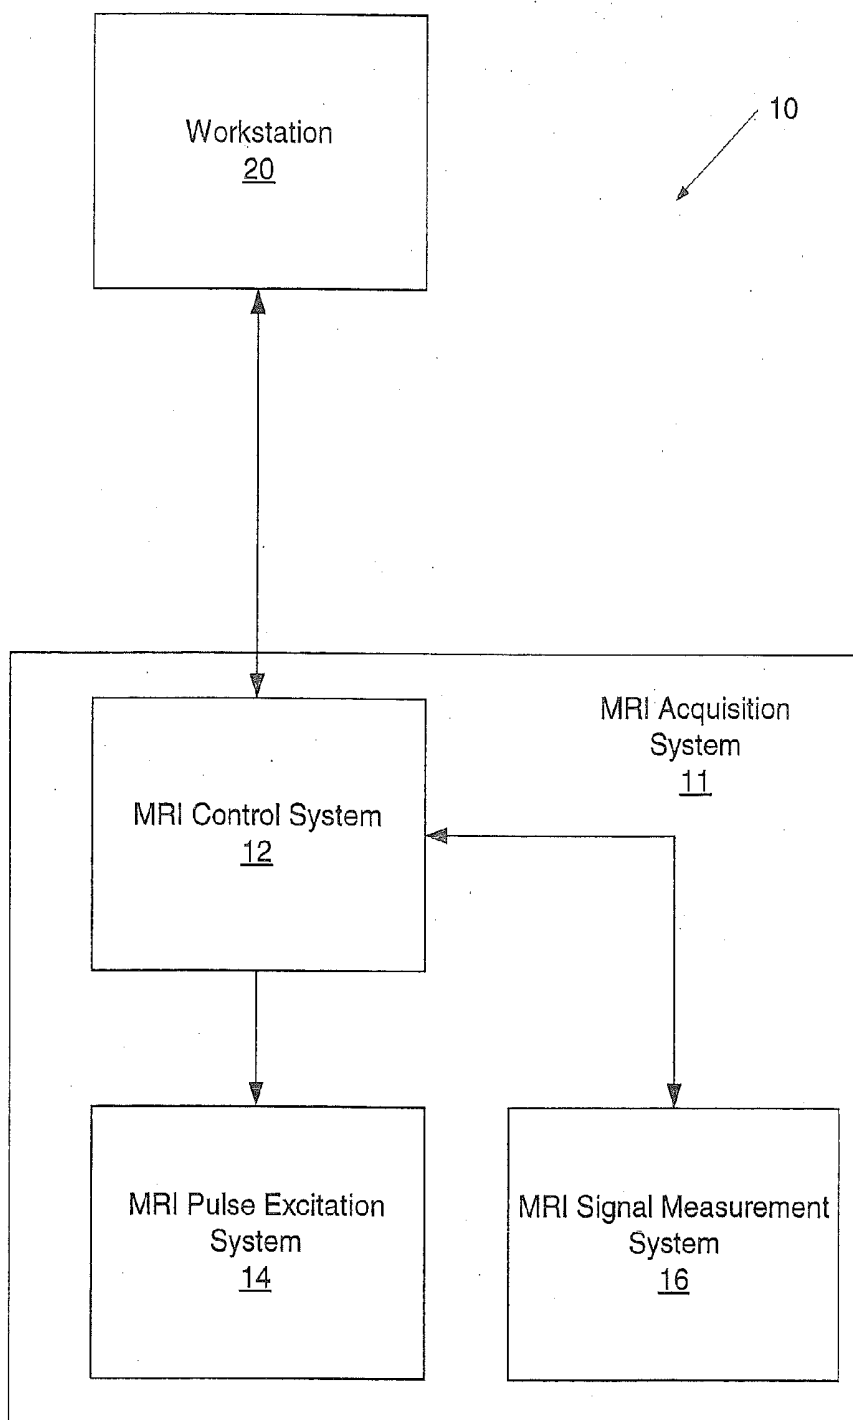 Workstation
20
10
MRI Acquisition
System
11
MRI Control System
12
MRI Pulse Excitation
System
14
MRI Signal Measurement
System
16